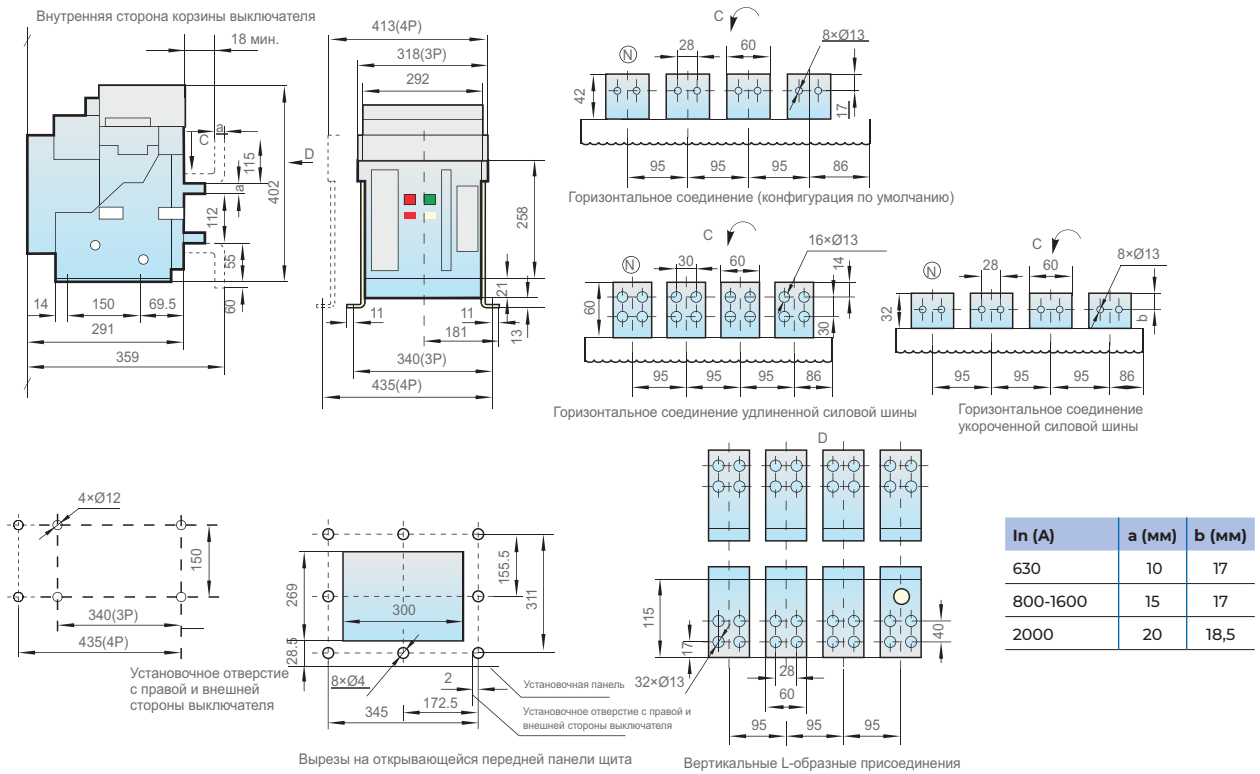 Внутренняя сторона корзины выключателя
18 мин.
a
C
115
a
D
402
112
55
60
14
150
69.5
291
359
413(4P)
318(3P)
292
258
21
11
11
13
181
340(3P)
435(4P)
C
8×Ø13
N
28
60
42
17
95
95
95
86
Горизонтальное соединение (конфигурация по умолчанию)
C
16×Ø13
N
30
60
14
60
30
95
95
95
86
Горизонтальное соединение удлиненной силовой шины
C
8×Ø13
N
28
60
32
b
95
95
95
86
Горизонтальное соединение
укороченной силовой шины
4×Ø12
150
340(3P)
435(4P)
Установочное отверстие
с правой и внешней
стороны выключателя
269
300
155.5
311
28.5
8×Ø4
2
172.5
345
Установочная панель
Установочное отверстие с правой и
внешней стороны выключателя
Вырезы на открывающейся передней панели щита
D
115
17
40
32×Ø13
28
60
95
95
95
Вертикальные L-образные присоединения
In (A) a (мм) b (мм)
630 10 17
800-1600 15 17
2000 20 18,5